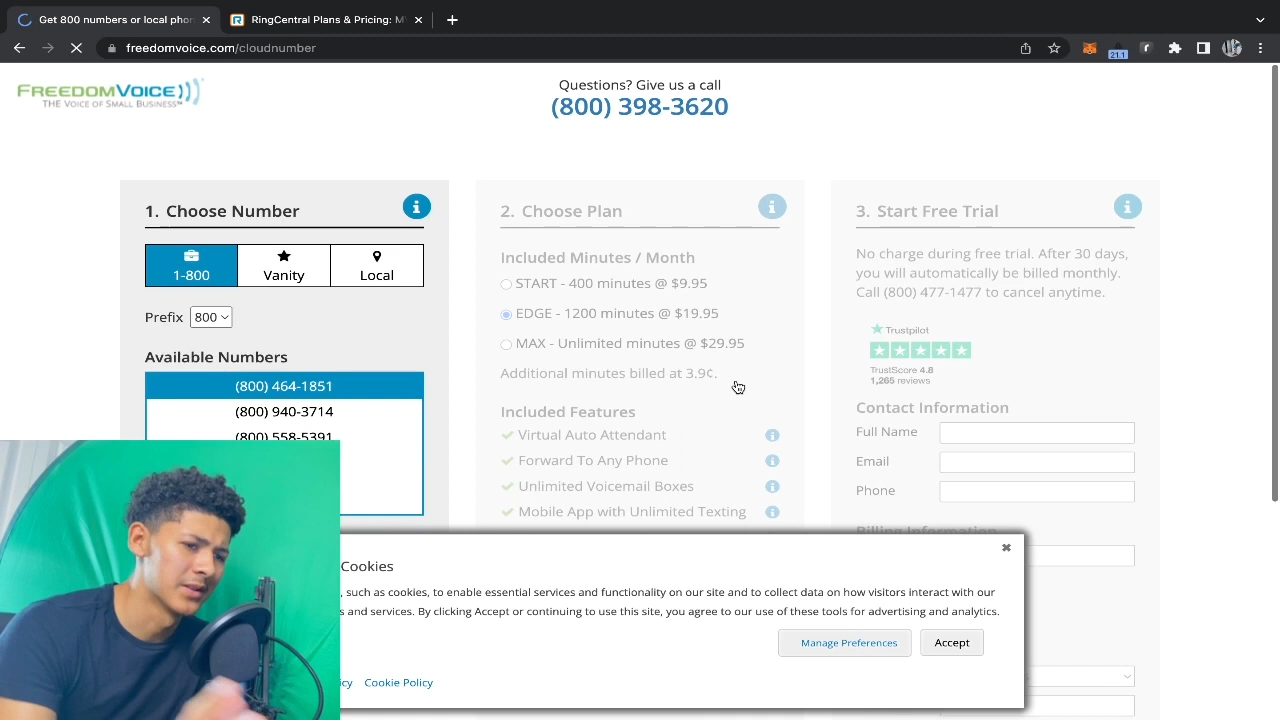 Get 800 numbers or local phon
RingCentral Plans & Pricing: M
freedomvoice.com/cloudnumber
21.1
FREEDOMVOICE
THE VOICE OF SMALL BUSINESS
Questions? Give us a call
(800) 398-3620
1. Choose Number
1-800
Vanity
Local
Prefix 800
Available Numbers
(800) 464-1851
(800) 940-3714
(800) 558-5391
2. Choose Plan
Included Minutes / Month
START - 400 minutes @ $9.95
EDGE - 1200 minutes @ $19.95
MAX - Unlimited minutes @ $29.95
Additional minutes billed at 3.9¢.
Included Features
Virtual Auto Attendant
Forward To Any Phone
Unlimited Voicemail Boxes
Mobile App with Unlimited Texting
3. Start Free Trial
No charge during free trial. After 30 days,
you will automatically be billed monthly.
Call (800) 477-1477 to cancel anytime.
Trustpilot
TrustScore 4.8
1,265 reviews
Contact Information
Full Name
Email
Phone
Billing Information
Cookies
, such as cookies, to enable essential services and functionality on our site and to collect data on how visitors interact with our
s and services. By clicking Accept or continuing to use this site, you agree to our use of these tools for advertising and analytics.
Manage Preferences
Accept
icy Cookie Policy